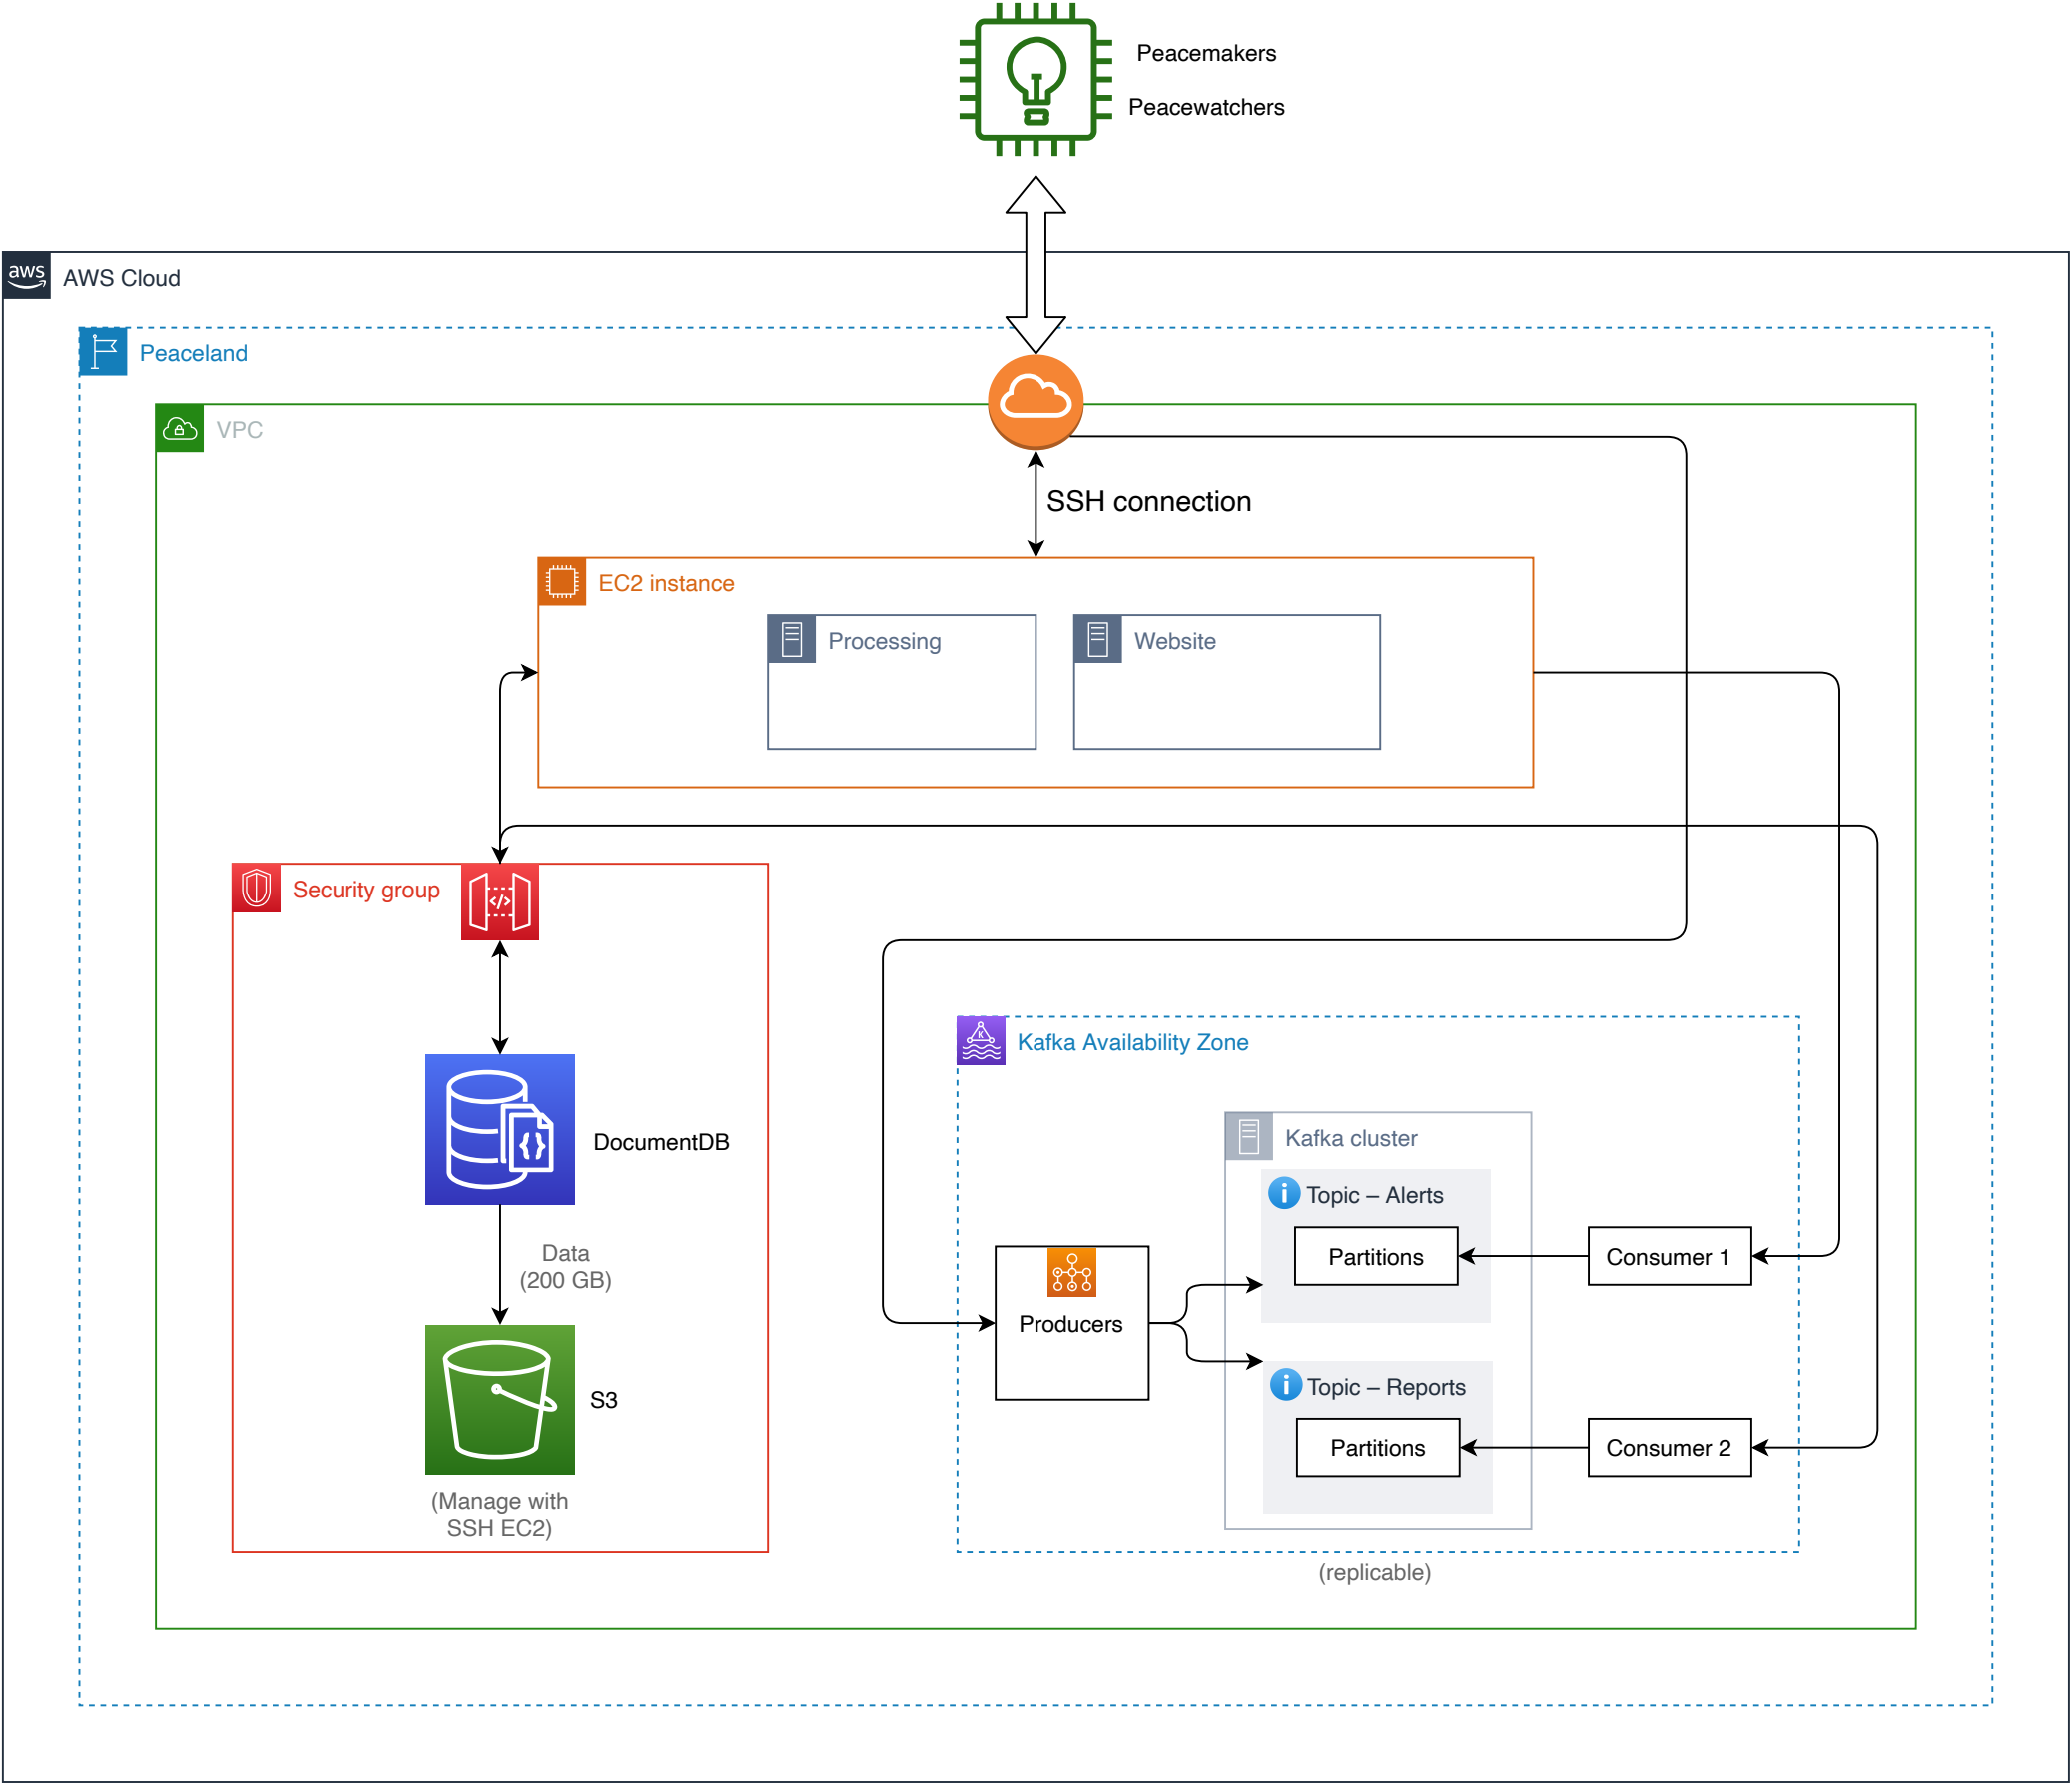 Peacemakers
Peacewatchers
aws
AWS Cloud
Peaceland
VPC
SSH connection
EC2 instance
Processing
Website
Security group
</>
Kafka Availability Zone
K
Kafka cluster
DocumentDB
{}
Topic – Alerts
Partitions
Consumer 1
Data
(200 GB)
Producers
Topic – Reports
S3
Partitions
Consumer 2
(Manage with
SSH EC2)
(replicable)